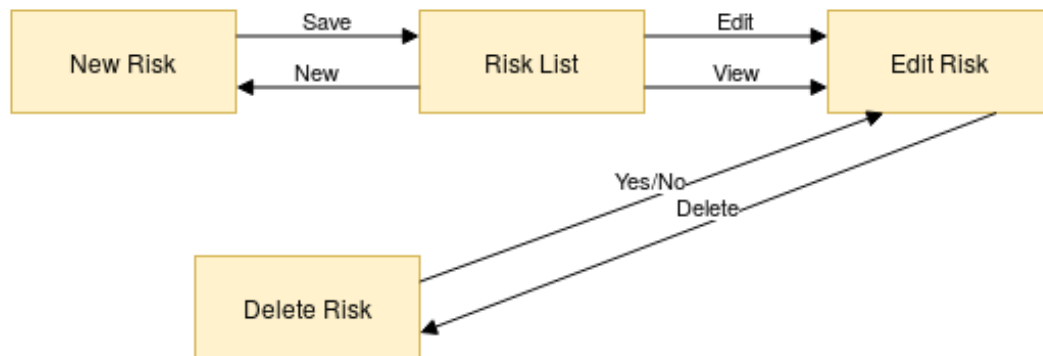 Save
Edit
New Risk
Risk List
Edit Risk
New
View
Yes/No
Delete
Delete Risk